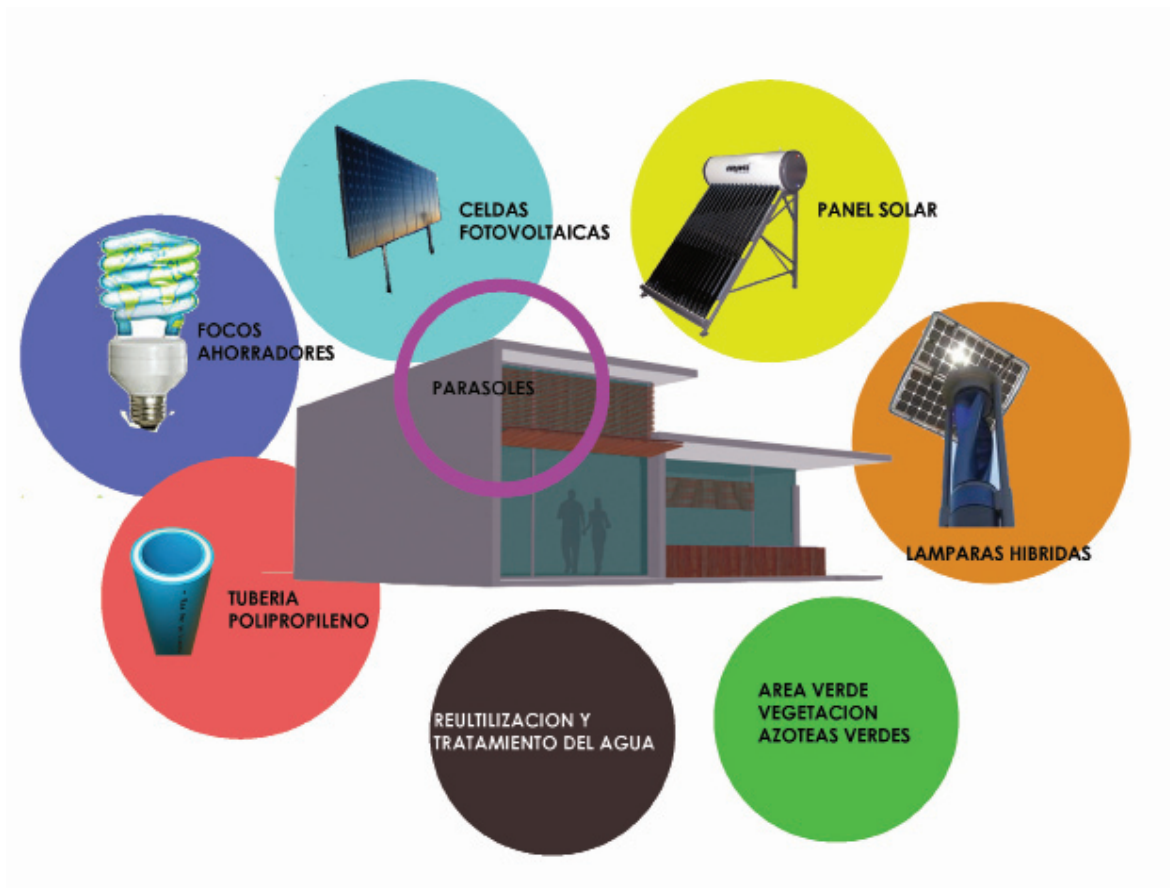 CELDAS
FOTOVOLTAICAS
PANEL SOLAR
FOCOS
AHORRADORES
PARASOLES
LAMPARAS HIBRIDAS
TUBERIA
POLIPROPILENO
REULTILIZACION Y
TRATAMIENTO DEL AGUA
AREA VERDE
VEGETACION
AZOTEAS VERDES